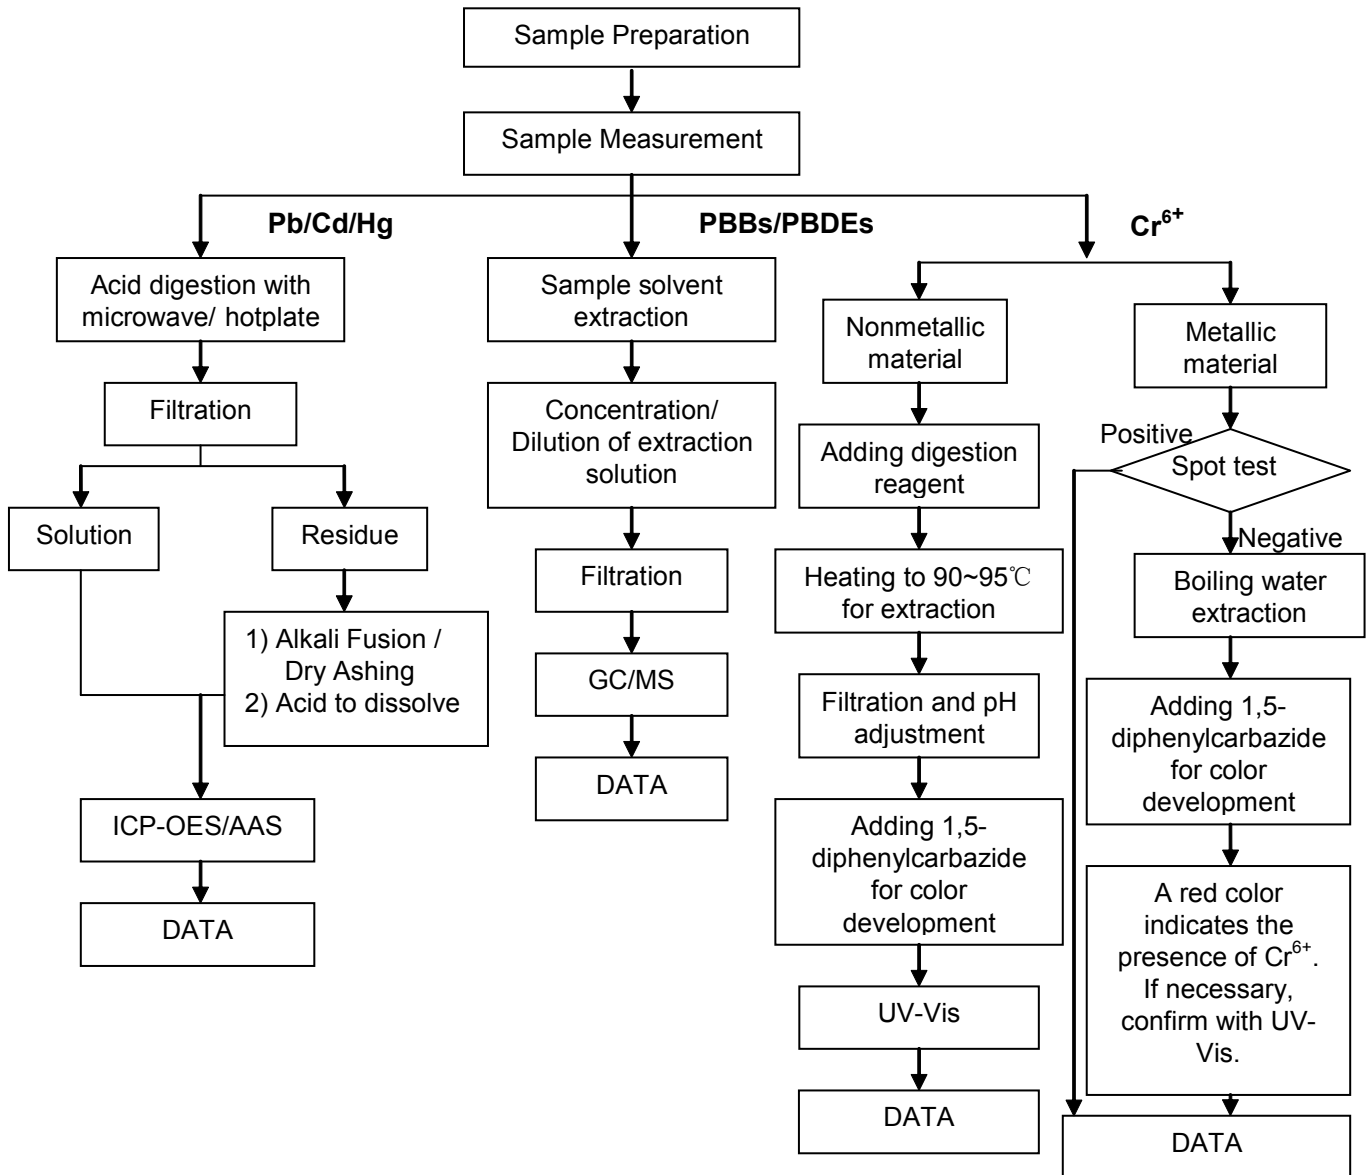 Sample Preparation
Sample Measurement
Pb/Cd/Hg
PBBs/PBDEs
Cr⁶⁺
Acid digestion with
microwave/ hotplate
Filtration
Solution
Residue
1) Alkali Fusion /
Dry Ashing
2) Acid to dissolve
ICP-OES/AAS
DATA
Sample solvent
extraction
Concentration/
Dilution of extraction
solution
Filtration
GC/MS
DATA
Nonmetallic
material
Adding digestion
reagent
Heating to 90~95℃
for extraction
Filtration and pH
adjustment
Adding 1,5-
diphenylcarbazide
for color
development
UV-Vis
DATA
Metallic
material
Positive
Spot test
Negative
Boiling water
extraction
Adding 1,5-
diphenylcarbazide
for color
development
A red color
indicates the
presence of Cr⁶⁺.
If necessary,
confirm with UV-
Vis.
DATA